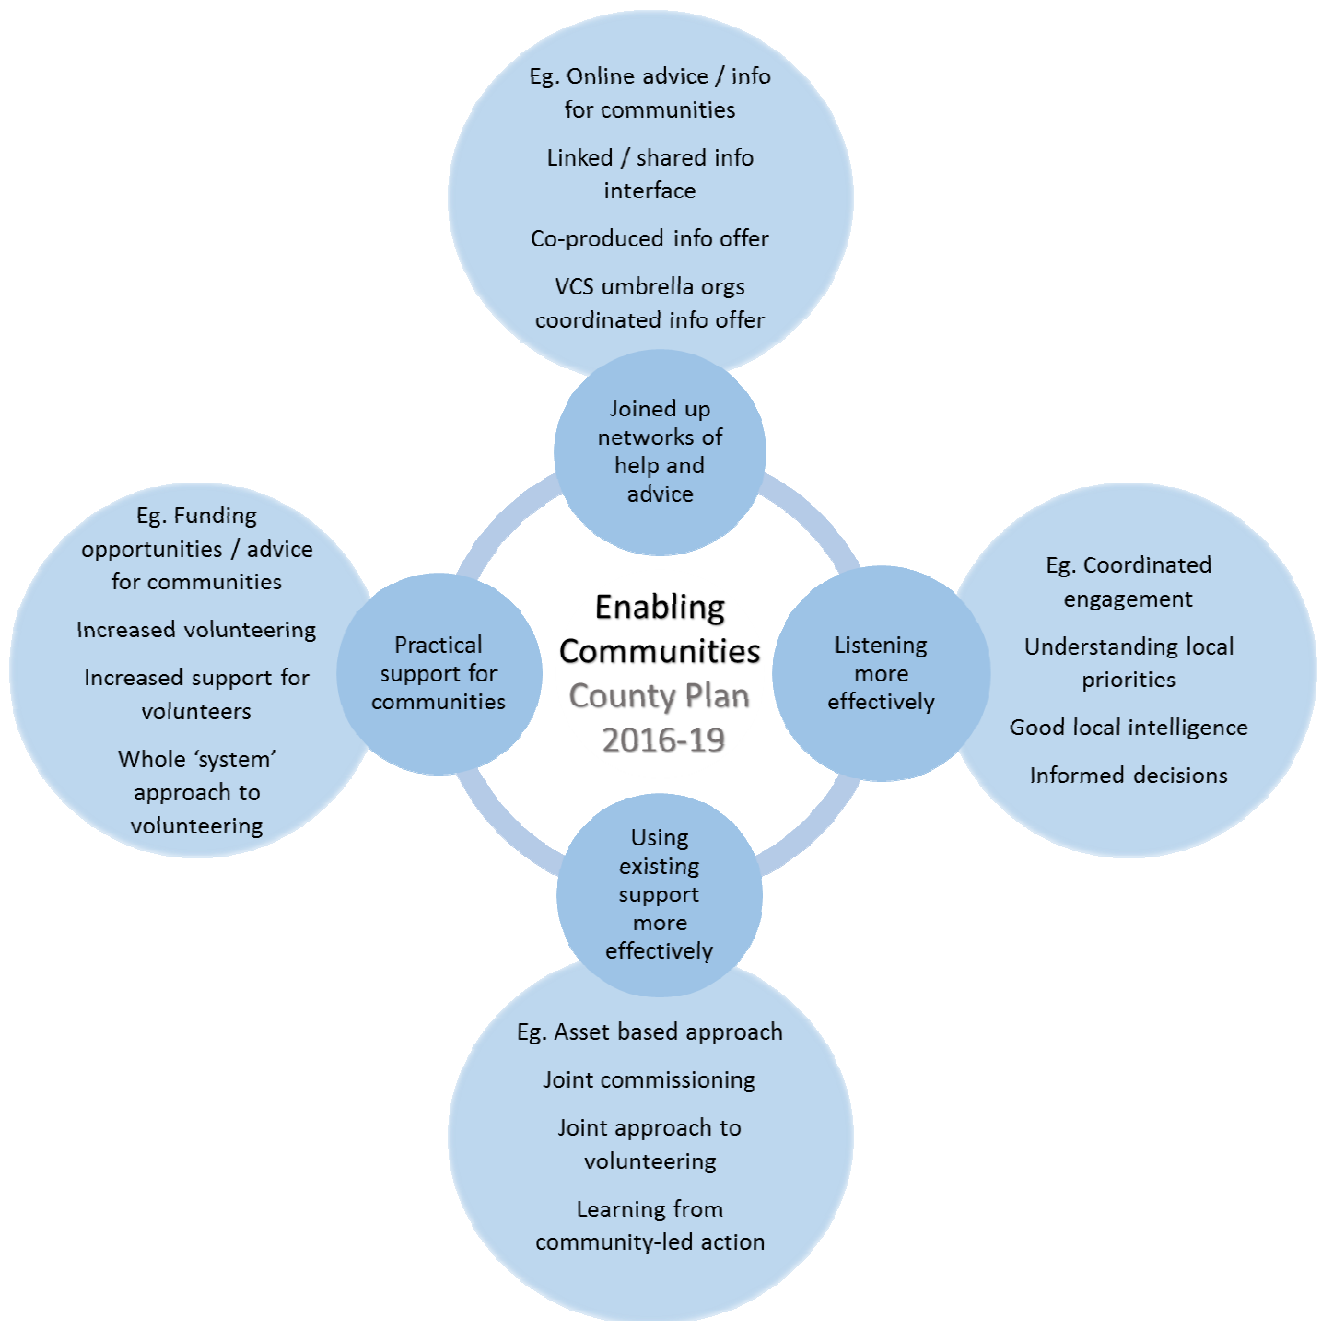 Eg. Online advice / info
for communities
Linked / shared info
interface
Co-produced info offer
VCS umbrella orgs
coordinated info offer
Joined up
networks of
help and
advice
Eg. Funding
opportunities / advice
for communities
Increased volunteering
Increased support for
volunteers
Whole ‘system’
approach to
volunteering
Practical
support for
communities
Enabling
Communities
County Plan
2016-19
Listening
more
effectively
Eg. Coordinated
engagement
Understanding local
priorities
Good local intelligence
Informed decisions
Using
existing
support
more
effectively
Eg. Asset based approach
Joint commissioning
Joint approach to
volunteering
Learning from
community-led action